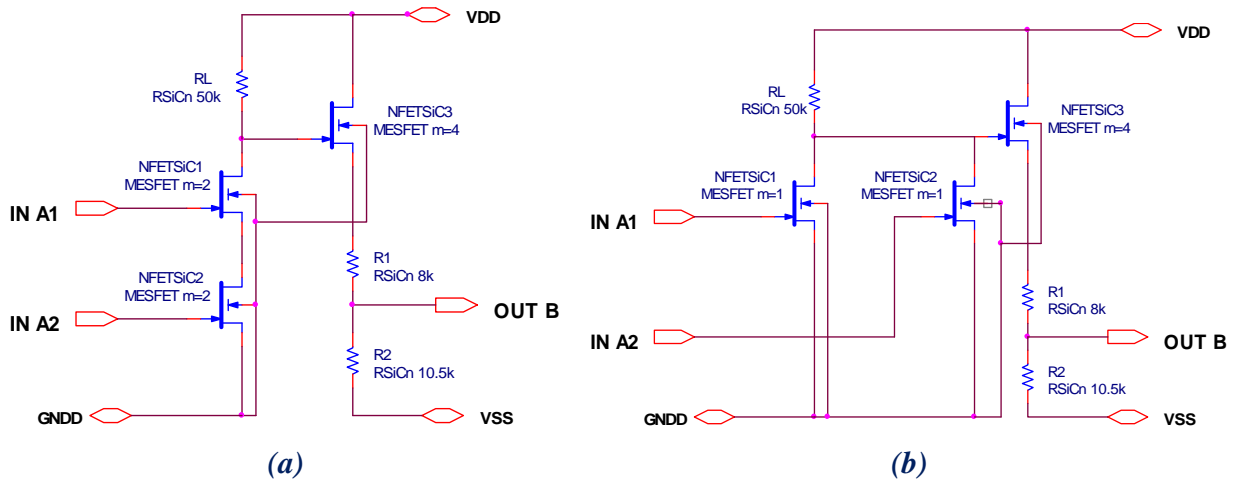 VDD
RL
RSiCn 50k
NFETSiC3
MESFET m=4
NFETSiC1
MESFET m=2
IN A1
NFETSiC2
MESFET m=2
R1
RSiCn 8k
IN A2
OUT B
R2
RSiCn 10.5k
GNDD
VSS
(a)
VDD
RL
RSiCn 50k
NFETSiC3
MESFET m=4
NFETSiC1
MESFET m=1
NFETSiC2
MESFET m=1
IN A1
R1
RSiCn 8k
IN A2
OUT B
R2
RSiCn 10.5k
GNDD
VSS
(b)